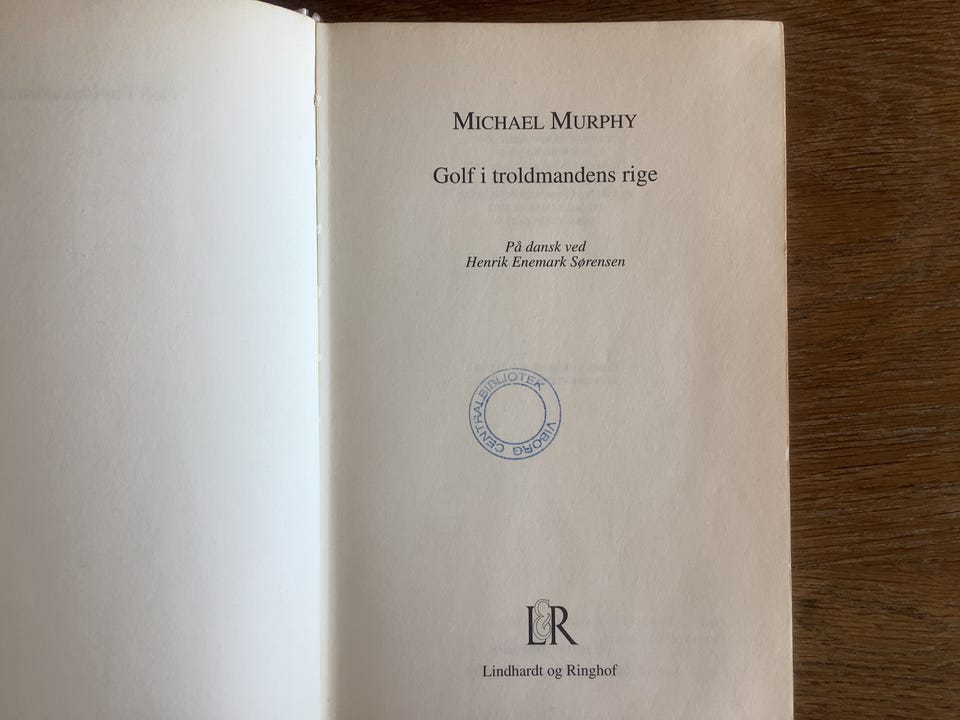 MICHAEL MURPHY
Golf i troldmandens rige
På dansk ved
Henrik Enemark Sørensen
VIBORG CENTRALBIBLIOTEK
L&R
Lindhardt og Ringhof